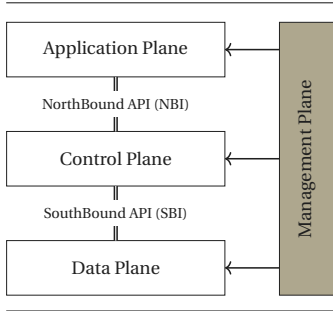 Application Plane
NorthBound API (NBI)
Control Plane
SouthBound API (SBI)
Data Plane
Management Plane